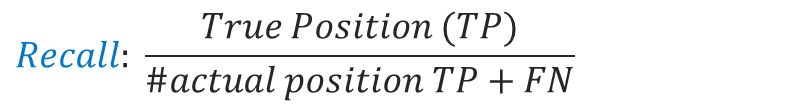 Recall: True Position (TP)
#actual position TP + FN